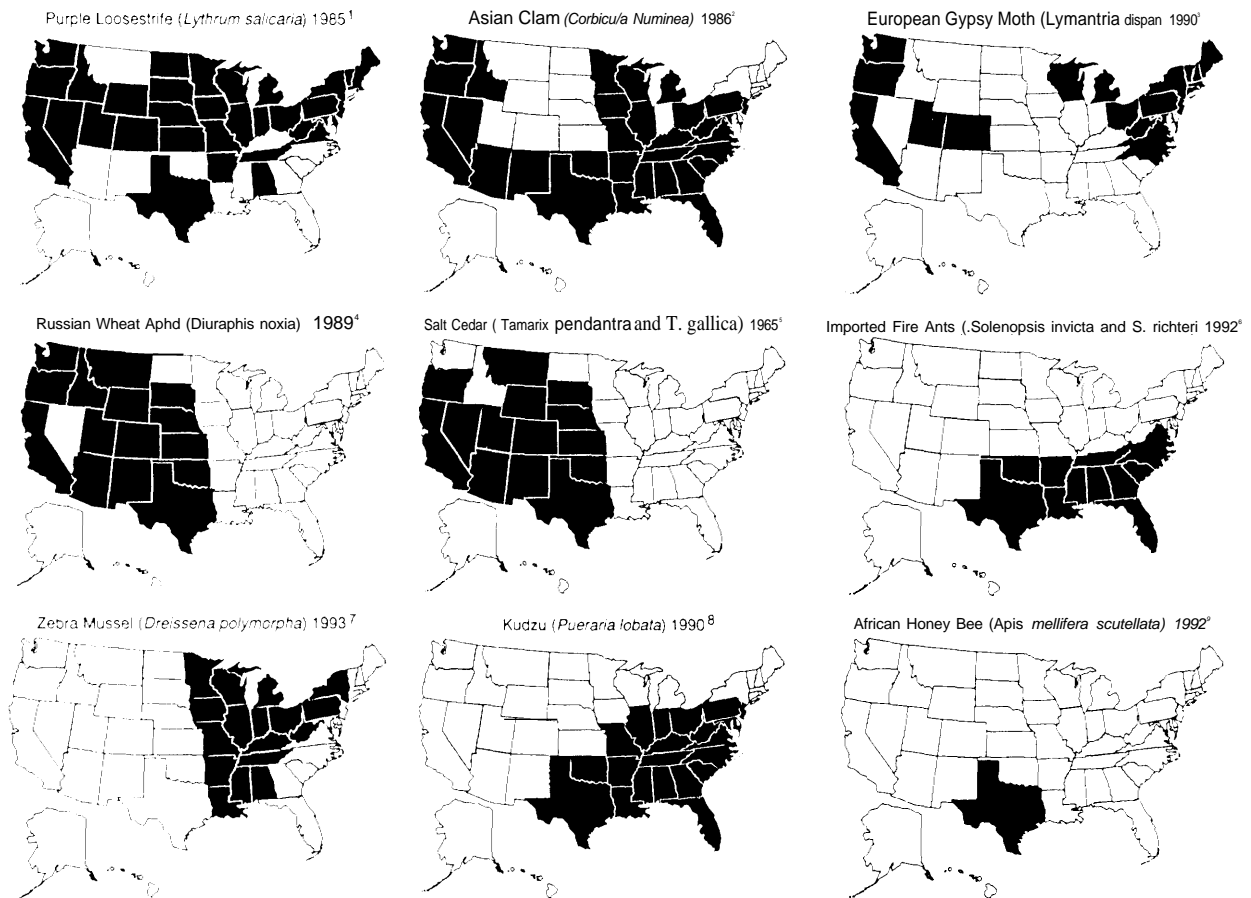 Purple Loosestrife (Lythrum salicaria) 1985¹
Asian Clam (Corbicu/a Numinea) 1986²
European Gypsy Moth (Lymantria dispan 1990³
Russian Wheat Aphd (Diuraphis noxia) 1989⁴
Salt Cedar ( Tamarix pendantra and T. gallica) 1965⁵
Imported Fire Ants (.Solenopsis invicta and S. richteri 1992⁶
Zebra Mussel (Dreissena polymorpha) 1993⁷
Kudzu (Pueraria lobata) 1990⁸
African Honey Bee (Apis mellifera scutellata) 1992⁹